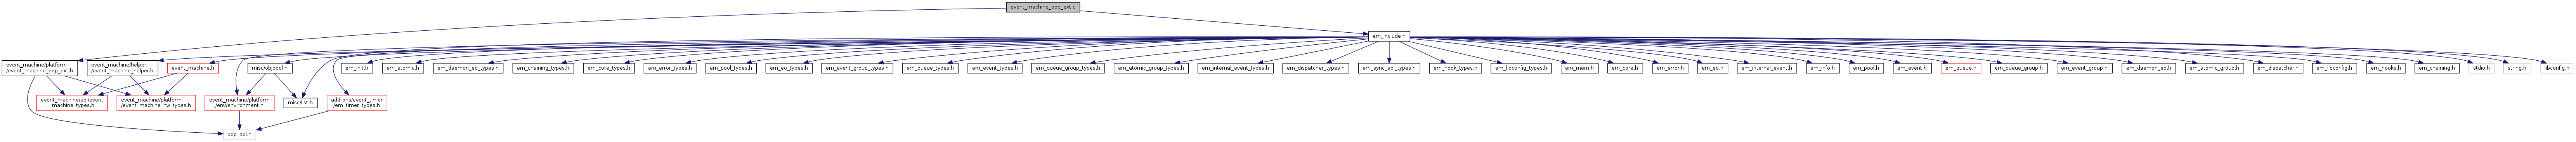 event_machine_odp_ext.c
em_include.h
event_machine/platform
/event_machine_odp_ext.h
event_machine/helper
/event_machine_helper.h
event_machine.h
misc/objpool.h
em_init.h
em_atomic.h
em_daemon_eo_types.h
em_chaining_types.h
em_core_types.h
em_error_types.h
em_pool_types.h
em_eo_types.h
em_event_group_types.h
em_queue_types.h
em_event_types.h
em_queue_group_types.h
em_atomic_group_types.h
em_internal_event_types.h
em_dispatcher_types.h
em_sync_api_types.h
em_hook_types.h
em_libconfig_types.h
em_mem.h
em_core.h
em_error.h
em_eo.h
em_internal_event.h
em_info.h
em_pool.h
em_event.h
em_queue.h
em_queue_group.h
em_event_group.h
em_daemon_eo.h
em_atomic_group.h
em_dispatcher.h
em_libconfig.h
em_hooks.h
em_chaining.h
stdio.h
string.h
libconfig.h
event_machine/api/event
_machine_types.h
event_machine/platform
/event_machine_hw_types.h
event_machine/platform
/env/environment.h
misc/list.h
add-ons/event_timer
/em_timer_types.h
odp_api.h